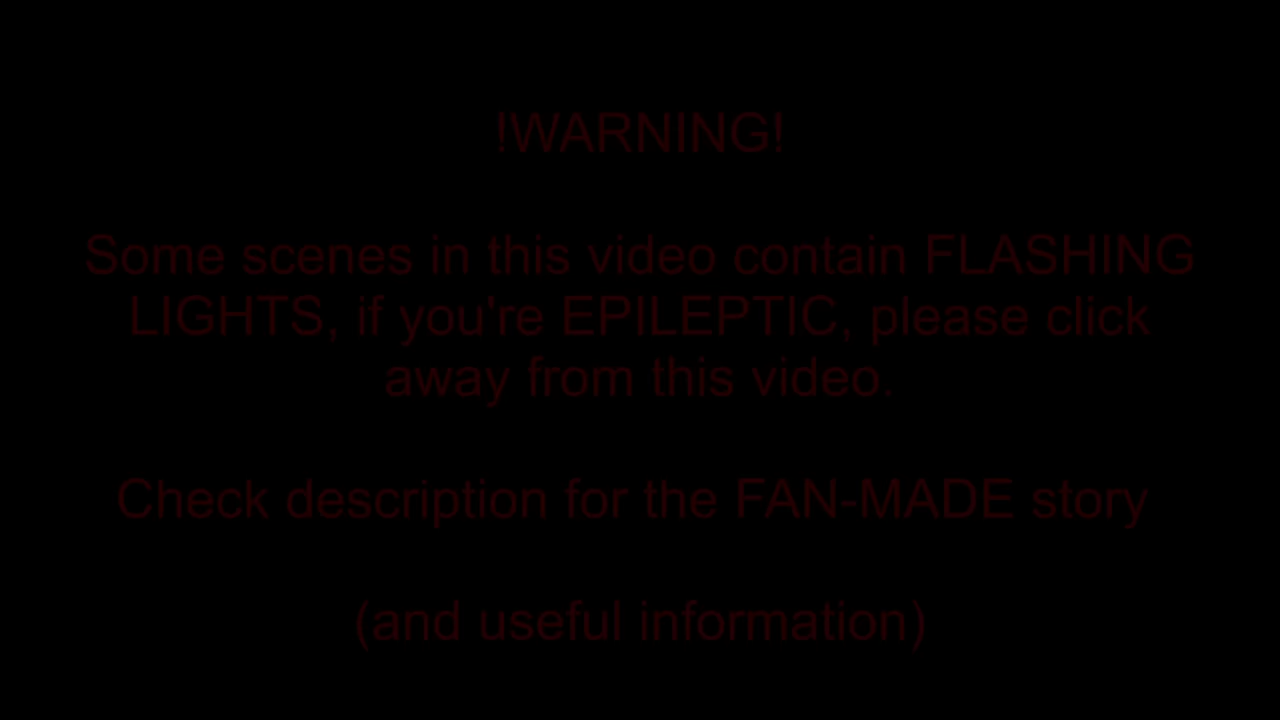 !WARNING!
Some scenes in this video contain FLASHING
LIGHTS, if you're EPILEPTIC, please click
away from this video.
Check description for the FAN-MADE story
(and useful information)